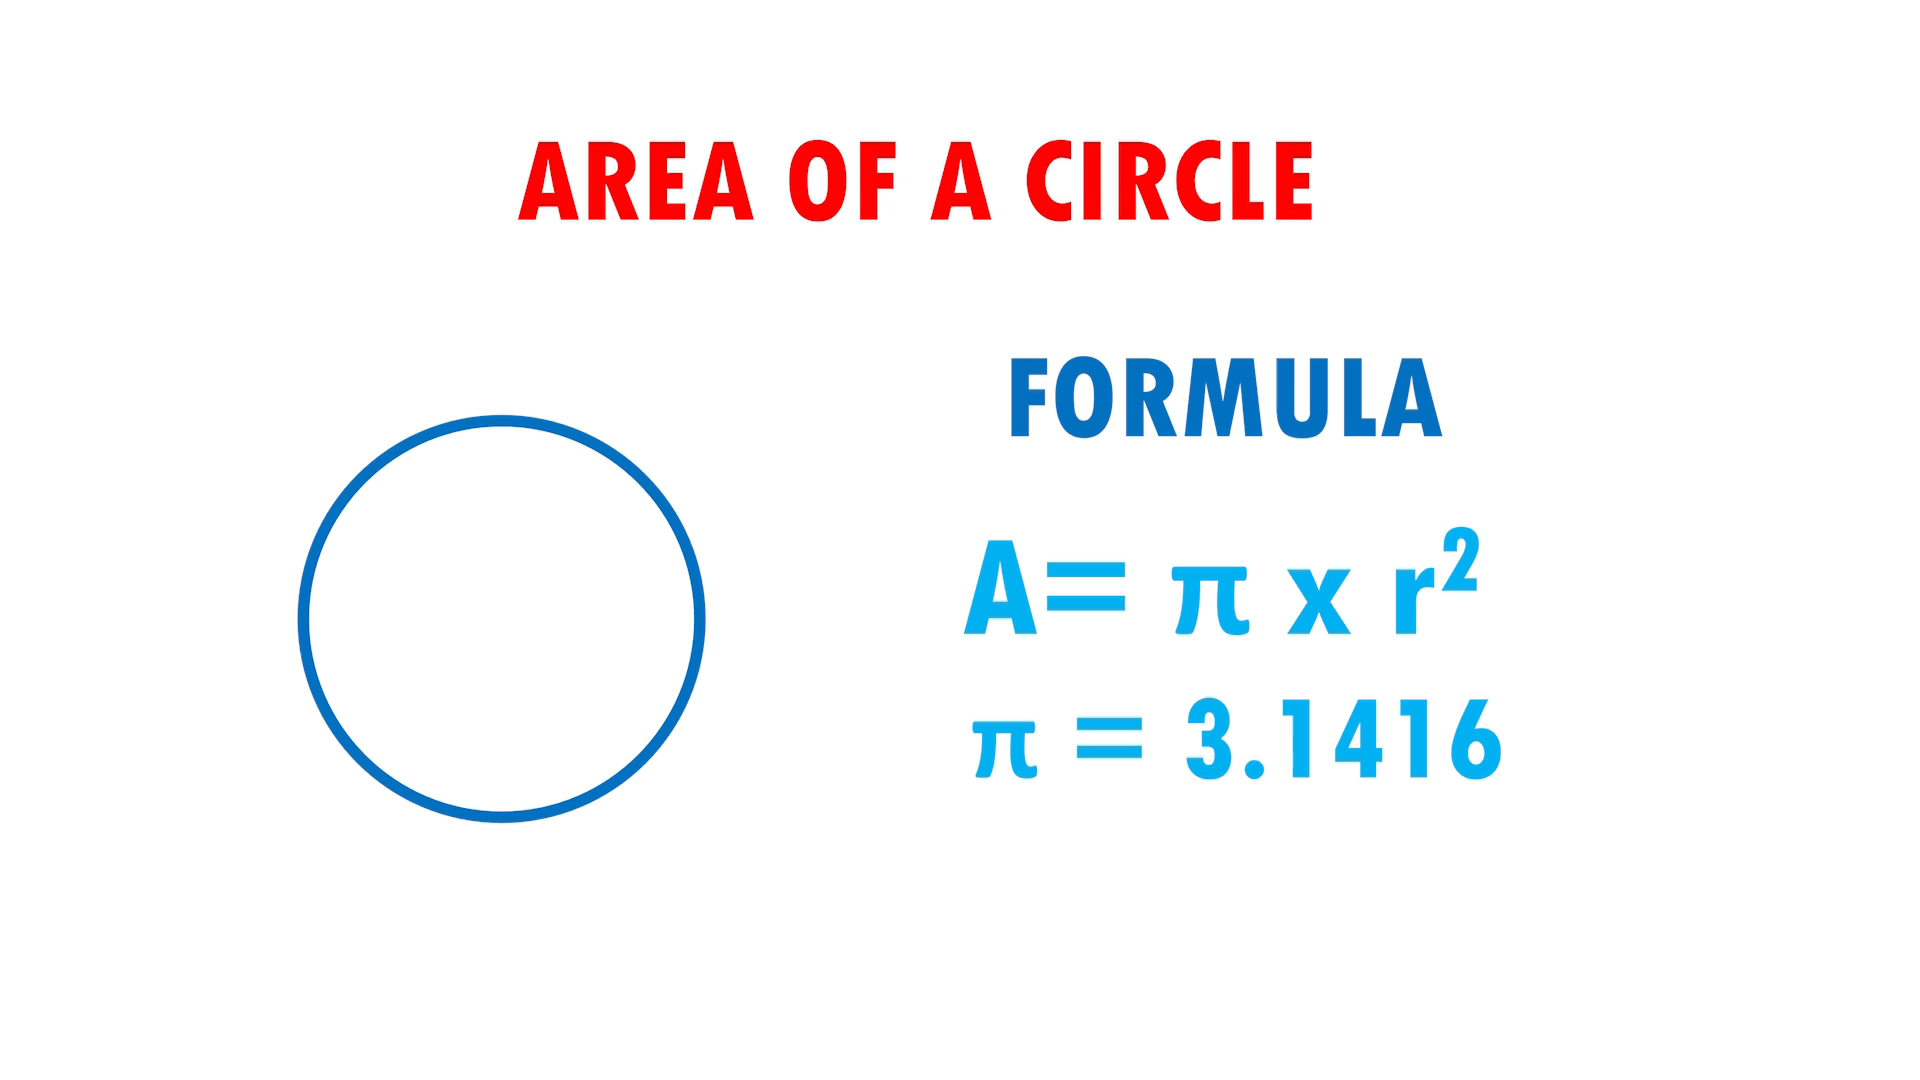 AREA OF A CIRCLE
FORMULA
A= π x r²
π = 3.1416